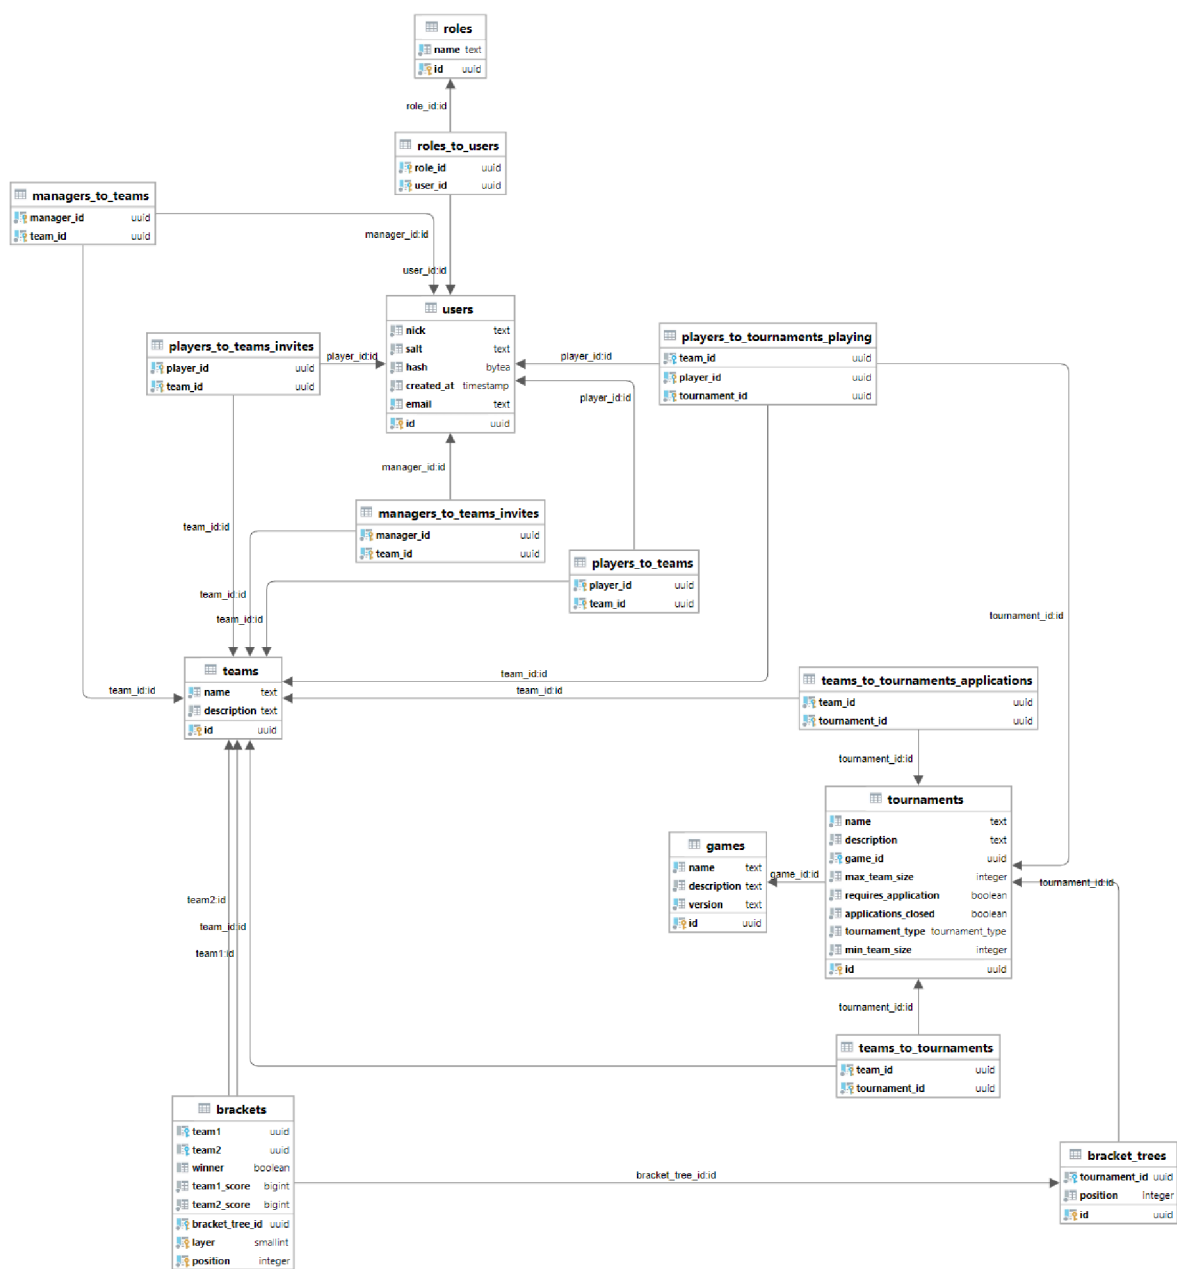 roles
name text
id uuid
role_id:id
roles_to_users
role_id uuid
user_id uuid
managers_to_teams
manager_id uuid
team_id uuid
manager_id:id
user_id:id
users
nick text
salt text
hash bytea
created_at timestamp
email text
id uuid
players_to_teams_invites
player_id uuid
team_id uuid
player_id:id
player_id:id
players_to_tournaments_playing
team_id uuid
player_id uuid
tournament_id uuid
player_id:id
manager_id:id
managers_to_teams_invites
manager_id uuid
team_id uuid
team_id:id
players_to_teams
player_id uuid
team_id uuid
team_id:id
team_id:id
tournament_id:id
teams
name text
description text
id uuid
team_id:id
team_id:id
team_id:id
teams_to_tournaments_applications
team_id uuid
tournament_id uuid
tournament_id:id
tournaments
name text
description text
game_id uuid
max_team_size integer
requires_application boolean
applications_closed boolean
tournament_type tournament_type
min_team_size integer
id uuid
games
name text
description text
version text
id uuid
game_id:id
tournament_id:id
team2:id
team_id:id
team1:id
tournament_id:id
teams_to_tournaments
team_id uuid
tournament_id uuid
brackets
team1 uuid
team2 uuid
winner boolean
team1_score bigint
team2_score bigint
bracket_tree_id uuid
layer smallint
position integer
bracket_tree_id:id
bracket_trees
tournament_id uuid
position integer
id uuid